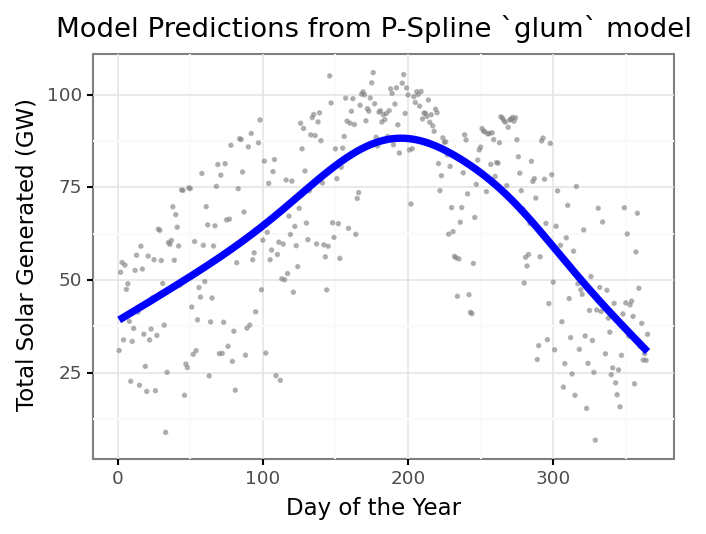 Model Predictions from P-Spline `glum` model
Total Solar Generated (GW)
100
75
50
25
0
100
200
300
Day of the Year